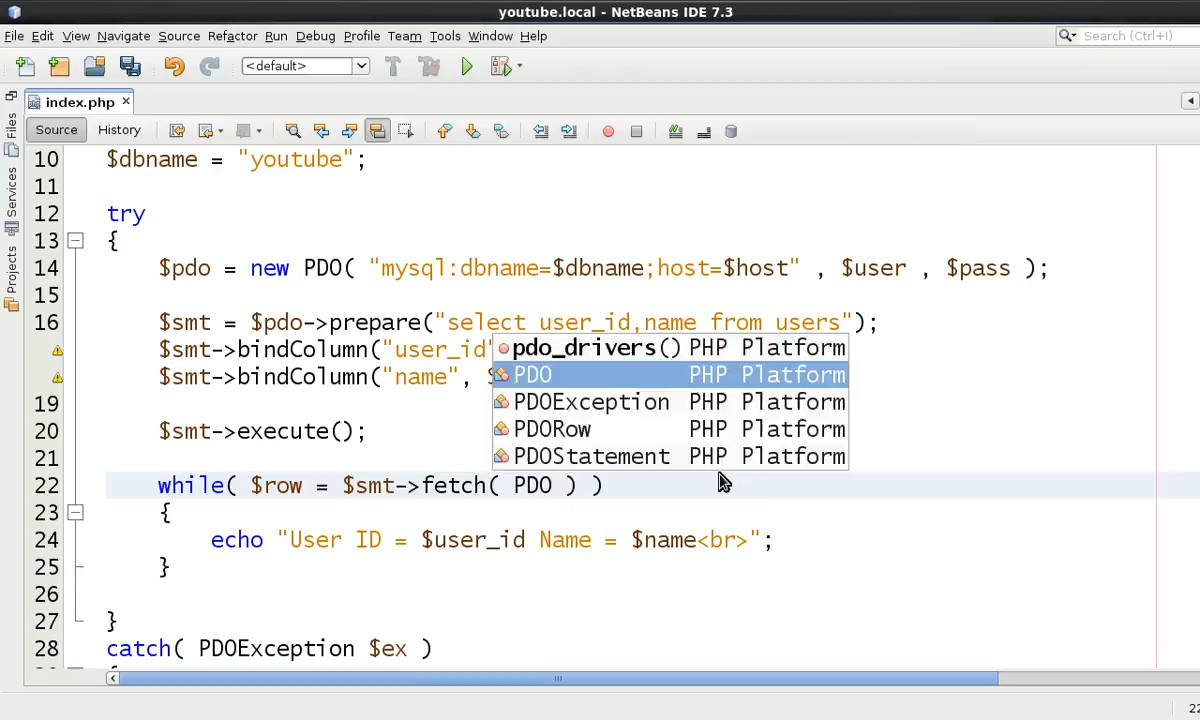 youtube.local - NetBeans IDE 7.3
File Edit View Navigate Source Refactor Run Debug Profile Team Tools Window Help
Search (Ctrl+I)
<default>
index.php
Source History
Files
Services
Projects
10 $dbname = "youtube";
11
12 try
13 {
14 $pdo = new PDO( "mysql:dbname=$dbname;host=$host" , $user , $pass );
15
16 $smt = $pdo->prepare("select user_id,name from users");
$smt->bindColumn("user_id"
$smt->bindColumn("name", $
19
20 $smt->execute();
21
22 while( $row = $smt->fetch( PDO ) )
23 {
24 echo "User ID = $user_id Name = $name<br>";
25 }
26
27 }
28 catch( PDOException $ex )
pdo_drivers() PHP Platform
PDO PHP Platform
PDOException PHP Platform
PDORow PHP Platform
PDOStatement PHP Platform
22